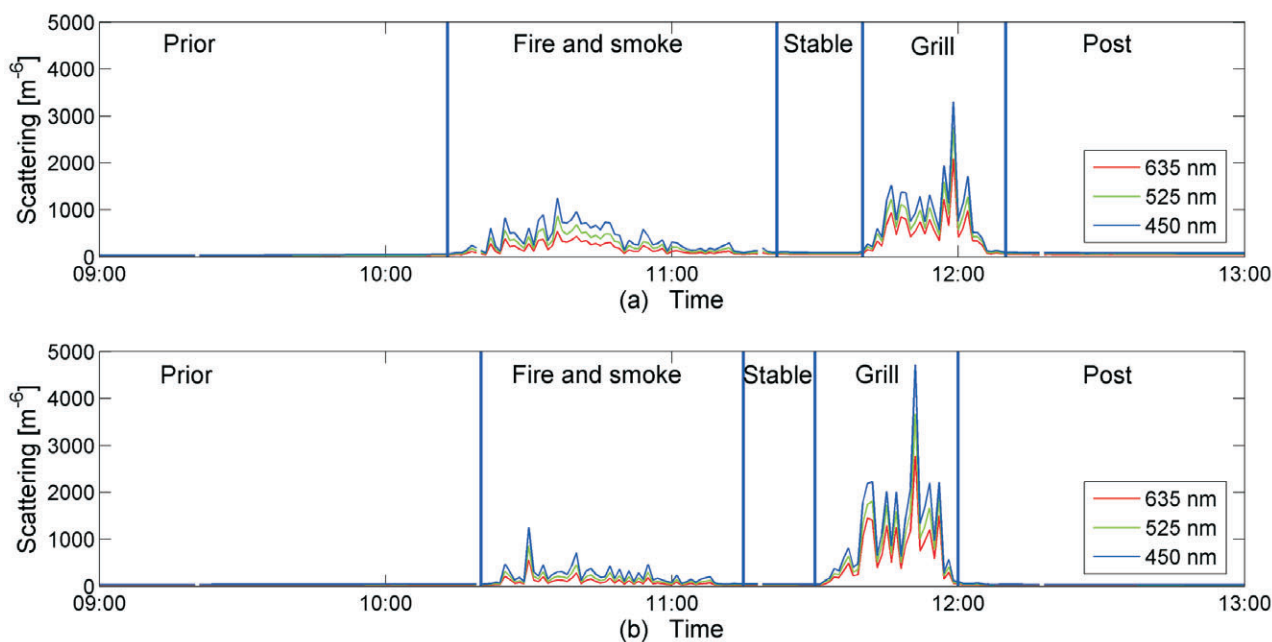 5000
4000
3000
2000
1000
0
Scattering [m⁻⁶]
Prior
Fire and smoke
Stable
Grill
Post
635 nm
525 nm
450 nm
09:00 10:00 11:00 12:00 13:00
(a) Time
5000
4000
3000
2000
1000
0
Scattering [m⁻⁶]
Prior
Fire and smoke
Stable
Grill
Post
635 nm
525 nm
450 nm
09:00 10:00 11:00 12:00 13:00
(b) Time